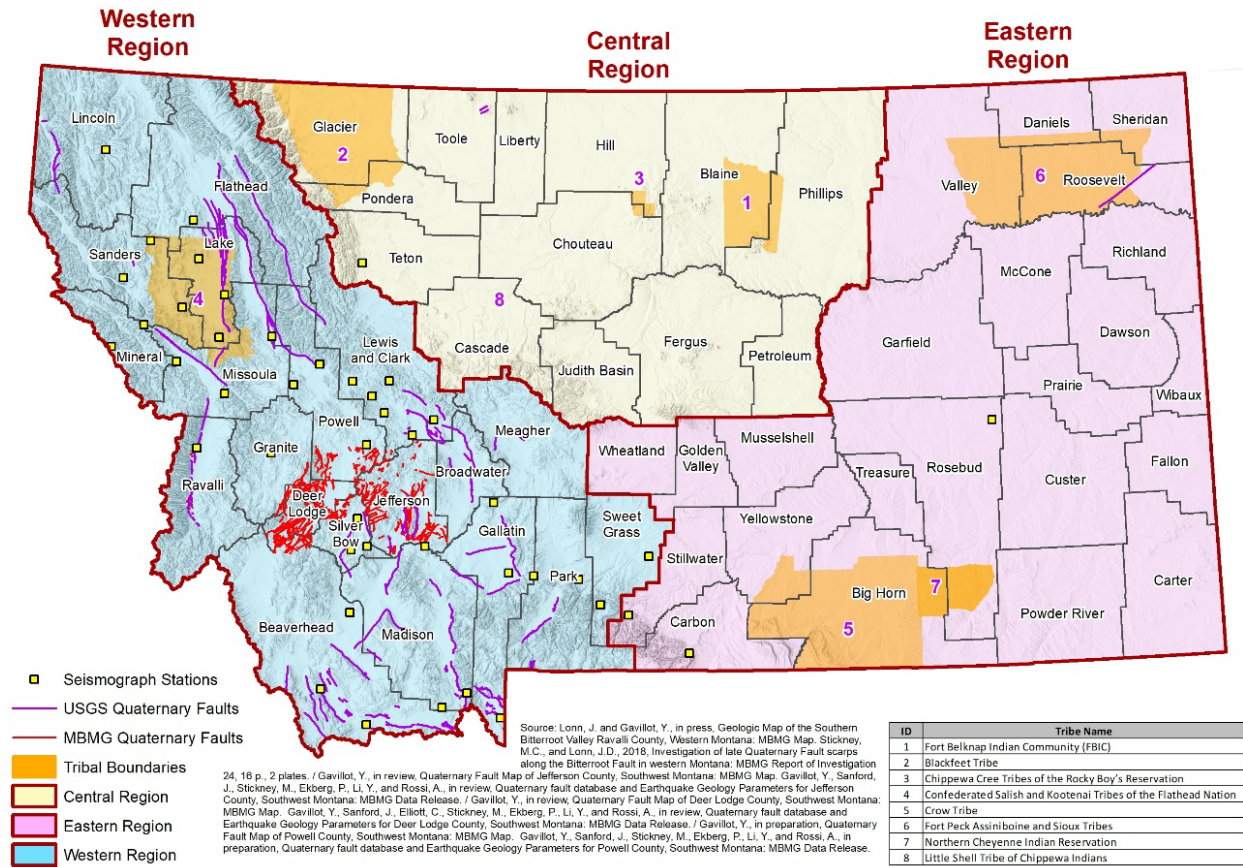 Western
Region
Central
Region
Eastern
Region
Lincoln
Flathead
Glacier
2
Toole
Liberty
Hill
3
Blaine
1
Phillips
Daniels
Sheridan
Valley
6
Roosevelt
Pondera
Sanders
Lake
4
Teton
Chouteau
8
Richland
McCone
Dawson
Garfield
Mineral
Missoula
Lewis
and Clark
Cascade
Judith Basin
Fergus
Petroleum
Prairie
Wibaux
Powell
Granite
Ravalli
Meagher
Broadwater
Wheatland
Golden
Valley
Musselshell
Treasure
Rosebud
Custer
Fallon
Deer
Lodge
Jefferson
Silver
Bow
Gallatin
Sweet
Grass
Yellowstone
Stillwater
Park
Beaverhead
Madison
Carbon
Big Horn
5
7
Powder River
Carter
Seismograph Stations
USGS Quaternary Faults
MBMG Quaternary Faults
Tribal Boundaries
Central Region
Eastern Region
Western Region
Source: Lonn, J. and Gavillot, Y., in press, Geologic Map of the Southern
Bitterroot Valley Ravalli County, Western Montana: MBMG Map. Stickney,
M.C., and Lonn, J.D., 2018, Investigation of late Quaternary Fault scarps
along the Bitterroot Fault in western Montana: MBMG Report of Investigation
24, 16 p., 2 plates. / Gavillot, Y., in review, Quaternary Fault Map of Jefferson County, Southwest Montana: MBMG Map. Gavillot, Y., Sanford,
J., Stickney, M., Ekberg, P., Li, Y., and Rossi, A., in review, Quaternary fault database and Earthquake Geology Parameters for Jefferson
County, Southwest Montana: MBMG Data Release. / Gavillot, Y., in review, Quaternary Fault Map of Deer Lodge County, Southwest Montana:
MBMG Map. Gavillot, Y., Sanford, J., Elliott, C., Stickney, M., Ekberg, P., Li, Y., and Rossi, A., in review, Quaternary fault database and
Earthquake Geology Parameters for Deer Lodge County, Southwest Montana: MBMG Data Release. / Gavillot, Y., in preparation, Quaternary
Fault Map of Powell County, Southwest Montana: MBMG Map. Gavillot, Y., Sanford, J., Stickney, M., Ekberg, P., Li, Y., and Rossi, A., in
preparation, Quaternary fault database and Earthquake Geology Parameters for Powell County, Southwest Montana: MBMG Data Release.
ID Tribe Name
1 Fort Belknap Indian Community (FBIC)
2 Blackfeet Tribe
3 Chippewa Cree Tribes of the Rocky Boy's Reservation
4 Confederated Salish and Kootenai Tribes of the Flathead Nation
5 Crow Tribe
6 Fort Peck Assiniboine and Sioux Tribes
7 Northern Cheyenne Indian Reservation
8 Little Shell Tribe of Chippewa Indians